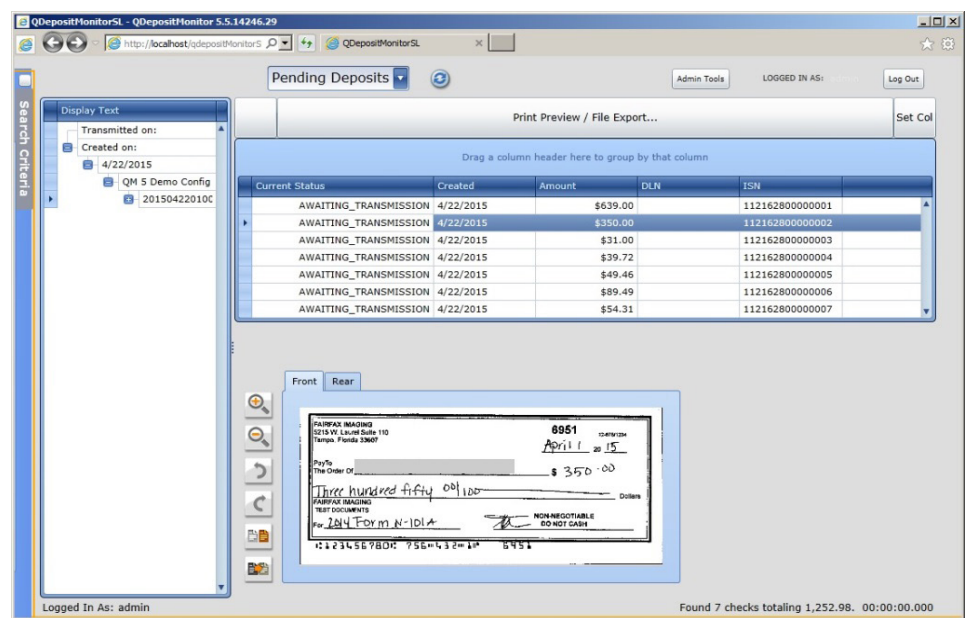 QDepositMonitorSL - QDepositMonitor 5.5.14246.29
http://localhost/qdepositMonitorS
QDepositMonitorSL
Pending Deposits
Admin Tools
LOGGED IN AS:
Log Out
Search Criteria
Display Text
Transmitted on:
Created on:
4/22/2015
QM 5 Demo Config
20150422010C
Print Preview / File Export...
Set Col
Drag a column header here to group by that column
Current Status Created Amount DLN ISN
AWAITING_TRANSMISSION 4/22/2015 $639.00 112162800000001
AWAITING_TRANSMISSION 4/22/2015 $350.00 112162800000002
AWAITING_TRANSMISSION 4/22/2015 $31.00 112162800000003
AWAITING_TRANSMISSION 4/22/2015 $39.72 112162800000004
AWAITING_TRANSMISSION 4/22/2015 $49.46 112162800000005
AWAITING_TRANSMISSION 4/22/2015 $89.49 112162800000006
AWAITING_TRANSMISSION 4/22/2015 $54.31 112162800000007
Front Rear
FAIRFAX IMAGING 6951
5215 W. Laurel Suite 110
Tampa, Florida 33607 April 1 20 15
Pay To
The Order Of $ 350.00
Three hundred fifty 00/100 Dollars
FAIRFAX IMAGING
TEST DOCUMENTS
NON-NEGOTIABLE
For 2014 Form N-101A DO NOT CASH
Logged In As: admin
Found 7 checks totaling 1,252.98. 00:00:00.000